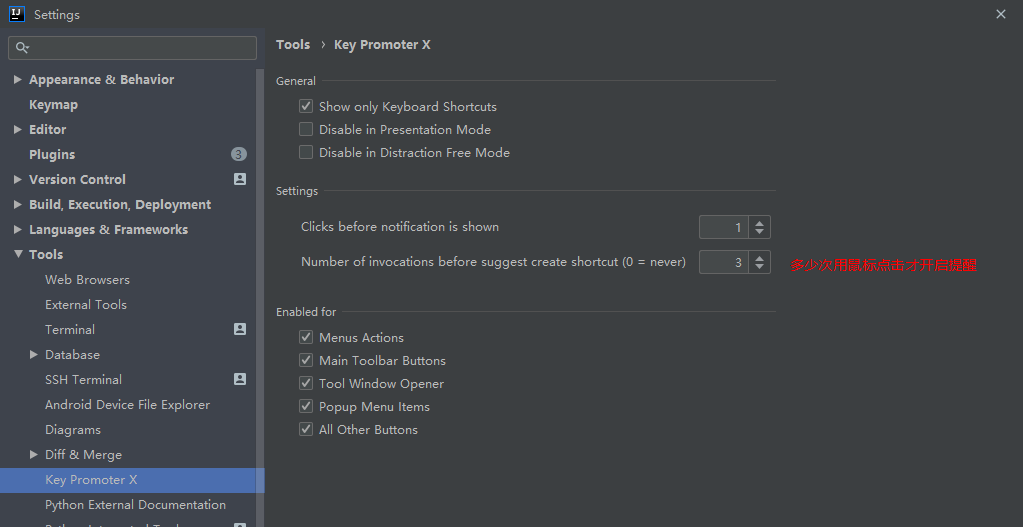 Settings
Appearance & Behavior
Keymap
Editor
Plugins 3
Version Control
Build, Execution, Deployment
Languages & Frameworks
Tools
Web Browsers
External Tools
Terminal
Database
SSH Terminal
Android Device File Explorer
Diagrams
Diff & Merge
Key Promoter X
Python External Documentation
Tools › Key Promoter X
General
Show only Keyboard Shortcuts
Disable in Presentation Mode
Disable in Distraction Free Mode
Settings
Clicks before notification is shown 1
Number of invocations before suggest create shortcut (0 = never) 3 多少次用鼠标点击才开启提醒
Enabled for
Menus Actions
Main Toolbar Buttons
Tool Window Opener
Popup Menu Items
All Other Buttons